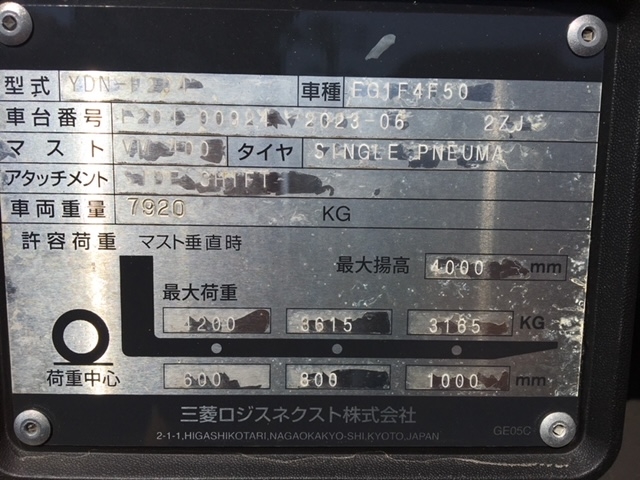 型式 車種 FG1F4F50
車台番号 2023-06 2ZJ
マスト タイヤ SINGLE PNEUMA
アタッチメント
車両重量 7920 KG
許容荷重 マスト垂直時
最大揚高 4000 mm
最大荷重
4200 3615 3165 KG
荷重中心 600 800 1000 mm
三菱ロジスネクスト株式会社
2-1-1,HIGASHIKOTARI,NAGAOKAKYO-SHI,KYOTO,JAPAN GE05C